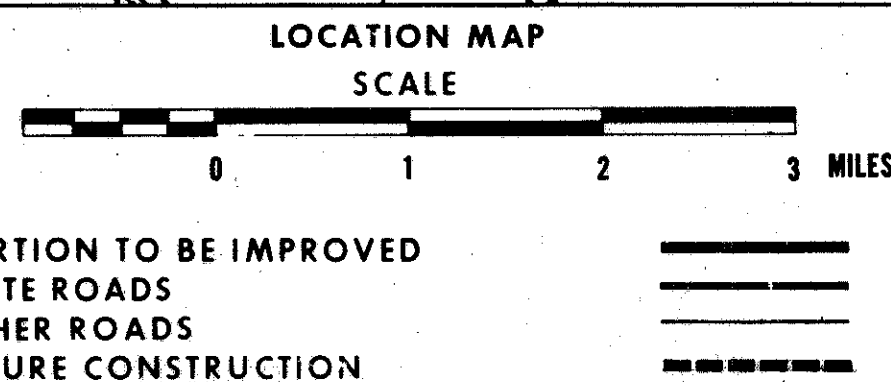 LOCATION MAP
SCALE
0 1 2 3 MILES
RTION TO BE IMPROVED
TE ROADS
HER ROADS
URE CONSTRUCTION